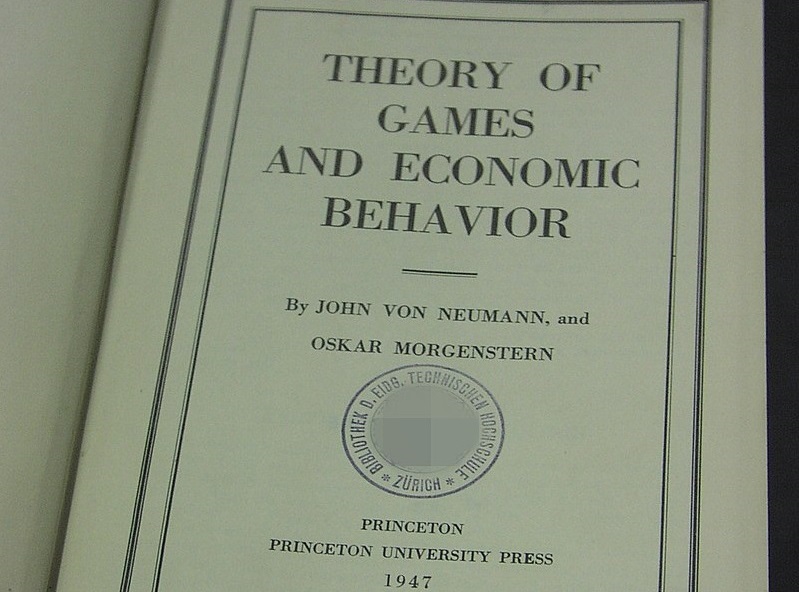 THEORY OF
GAMES
AND ECONOMIC
BEHAVIOR
By JOHN VON NEUMANN, and
OSKAR MORGENSTERN
BIBLIOTHEK D. EIDG. TECHNISCHEN HOCHSCHULE
* ZÜRICH *
PRINCETON
PRINCETON UNIVERSITY PRESS
1947